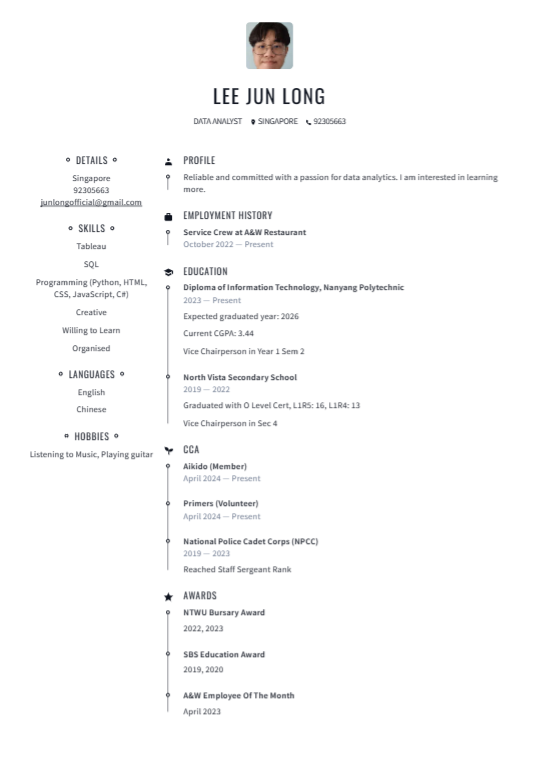 LEE JUN LONG
DATA ANALYST SINGAPORE 92305663
DETAILS
Singapore
92305663
junlongofficial@gmail.com
SKILLS
Tableau
SQL
Programming (Python, HTML,
CSS, JavaScript, C#)
Creative
Willing to Learn
Organised
LANGUAGES
English
Chinese
HOBBIES
Listening to Music, Playing guitar
PROFILE
Reliable and committed with a passion for data analytics. I am interested in learning
more.
EMPLOYMENT HISTORY
Service Crew at A&W Restaurant
October 2022 — Present
EDUCATION
Diploma of Information Technology, Nanyang Polytechnic
2023 — Present
Expected graduated year: 2026
Current CGPA: 3.44
Vice Chairperson in Year 1 Sem 2
North Vista Secondary School
2019 — 2022
Graduated with O Level Cert, L1R5: 16, L1R4: 13
Vice Chairperson in Sec 4
CCA
Aikido (Member)
April 2024 — Present
Primers (Volunteer)
April 2024 — Present
National Police Cadet Corps (NPCC)
2019 — 2023
Reached Staff Sergeant Rank
AWARDS
NTWU Bursary Award
2022, 2023
SBS Education Award
2019, 2020
A&W Employee Of The Month
April 2023